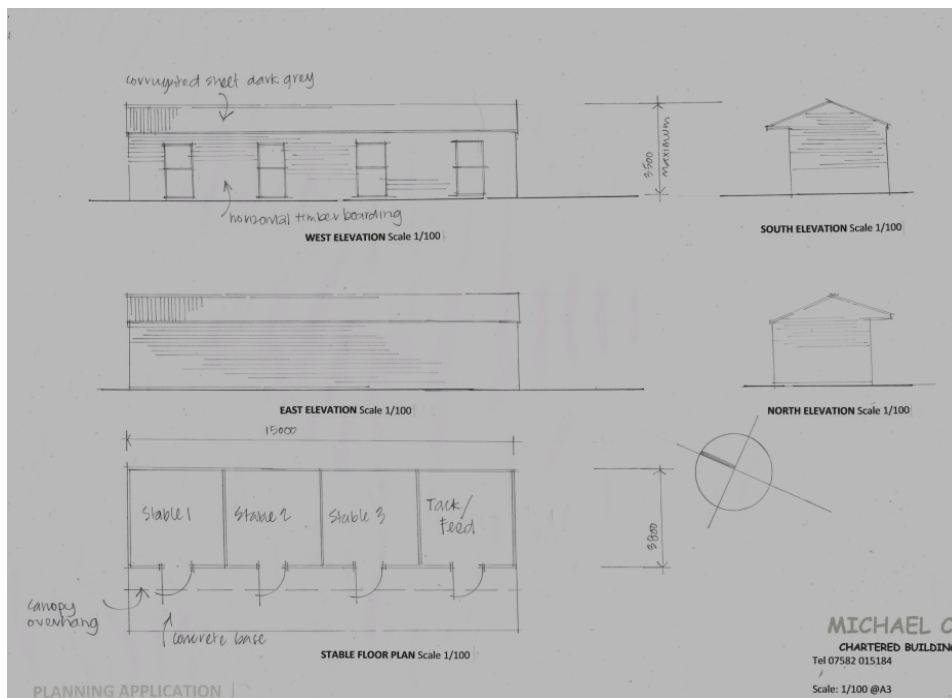 corrugated sheet dark grey
3500
MAXIMUM
horizontal timber boarding
WEST ELEVATION Scale 1/100
SOUTH ELEVATION Scale 1/100
EAST ELEVATION Scale 1/100
NORTH ELEVATION Scale 1/100
15000
Stable 1
Stable 2
Stable 3
Tack/
Feed
3800
canopy
overhang
concrete base
STABLE FLOOR PLAN Scale 1/100
MICHAEL C
CHARTERED BUILDING
Tel 07582 015184
Scale: 1/100 @A3
PLANNING APPLICATION